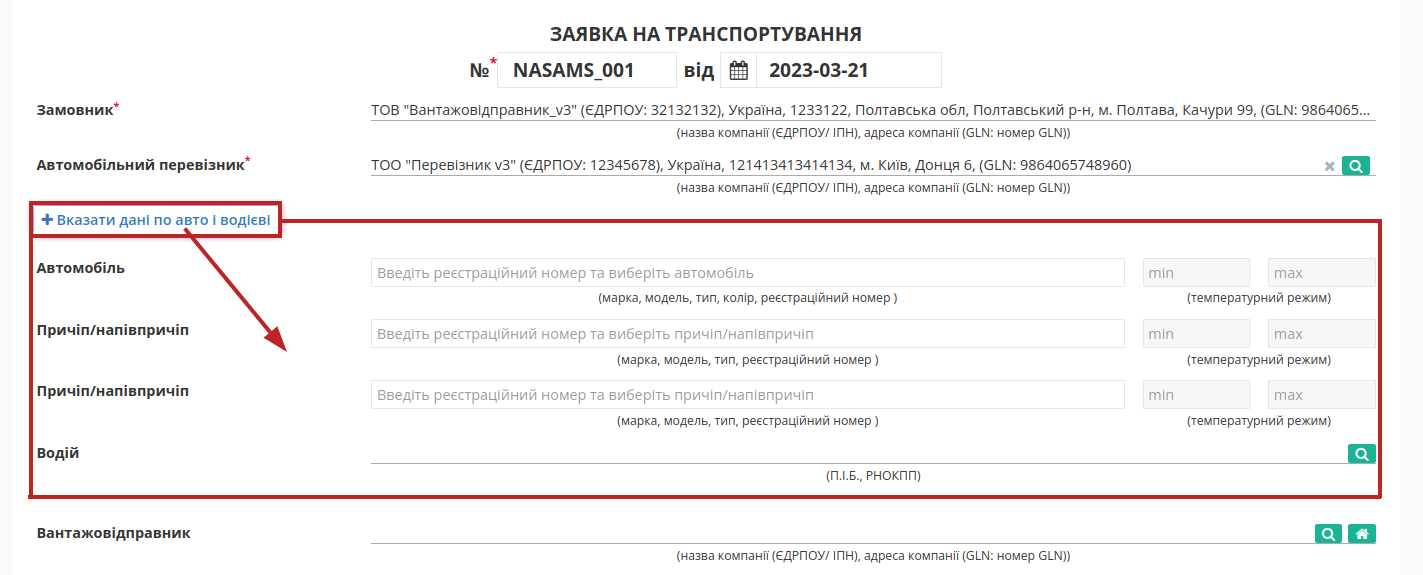 ЗАЯВКА НА ТРАНСПОРТУВАННЯ
№* NASAMS_001 від 2023-03-21
Замовник* ТОВ "Вантажовідправник_v3" (ЄДРПОУ: 32132132), Україна, 1233122, Полтавська обл, Полтавський р-н, м. Полтава, Качури 99, (GLN: 9864065...
(назва компанії (ЄДРПОУ/ ІПН), адреса компанії (GLN: номер GLN))
Автомобільний перевізник* ТОО "Перевізник v3" (ЄДРПОУ: 12345678), Україна, 121413413414134, м. Київ, Донця 6, (GLN: 9864065748960)
(назва компанії (ЄДРПОУ/ ІПН), адреса компанії (GLN: номер GLN))
Вказати дані по авто і водієві
Автомобіль Введіть реєстраційний номер та виберіть автомобіль min max
(марка, модель, тип, колір, реєстраційний номер ) (температурний режим)
Причіп/напівпричіп Введіть реєстраційний номер та виберіть причіп/напівпричіп min max
(марка, модель, тип, реєстраційний номер ) (температурний режим)
Причіп/напівпричіп Введіть реєстраційний номер та виберіть причіп/напівпричіп min max
(марка, модель, тип, реєстраційний номер ) (температурний режим)
Водій
(П.І.Б., РНОКПП)
Вантажовідправник
(назва компанії (ЄДРПОУ/ ІПН), адреса компанії (GLN: номер GLN))